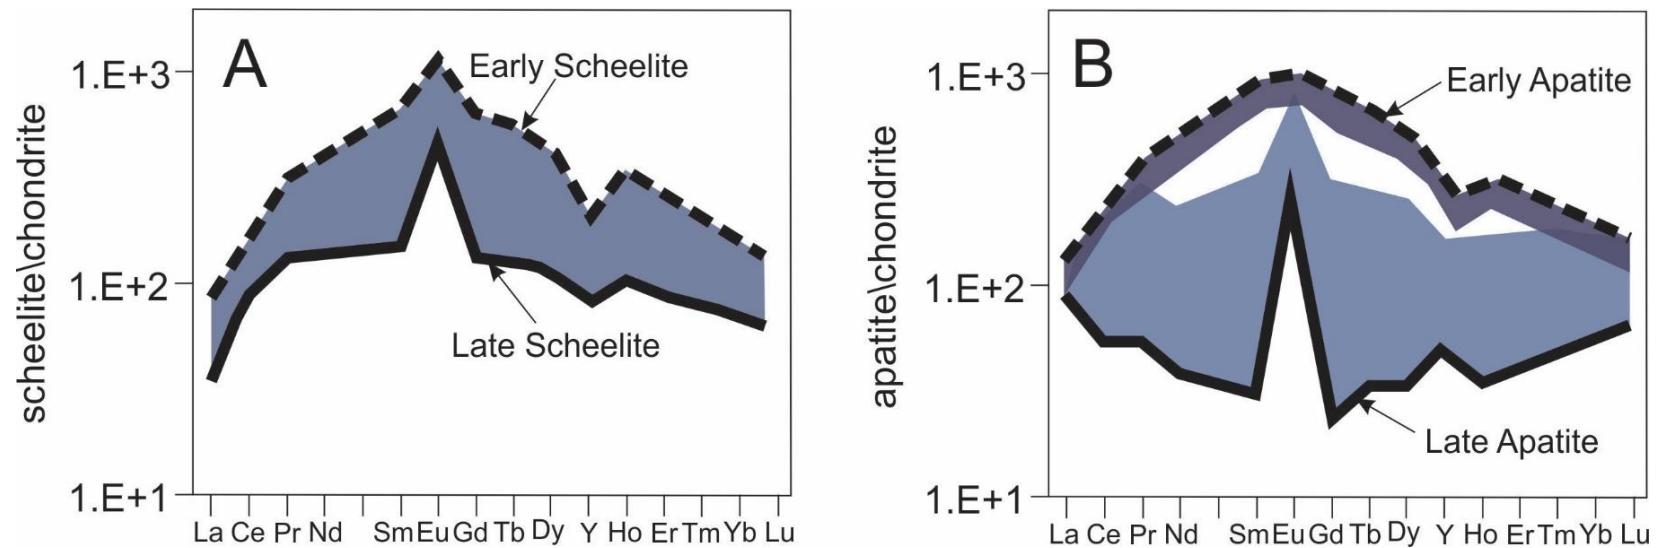 A
Early Scheelite
1.E+3
scheelite\chondrite
1.E+2
Late Scheelite
1.E+1
La Ce Pr Nd Sm Eu Gd Tb Dy Y Ho Er Tm Yb Lu
B
Early Apatite
1.E+3
apatite\chondrite
1.E+2
Late Apatite
1.E+1
La Ce Pr Nd Sm Eu Gd Tb Dy Y Ho Er Tm Yb Lu